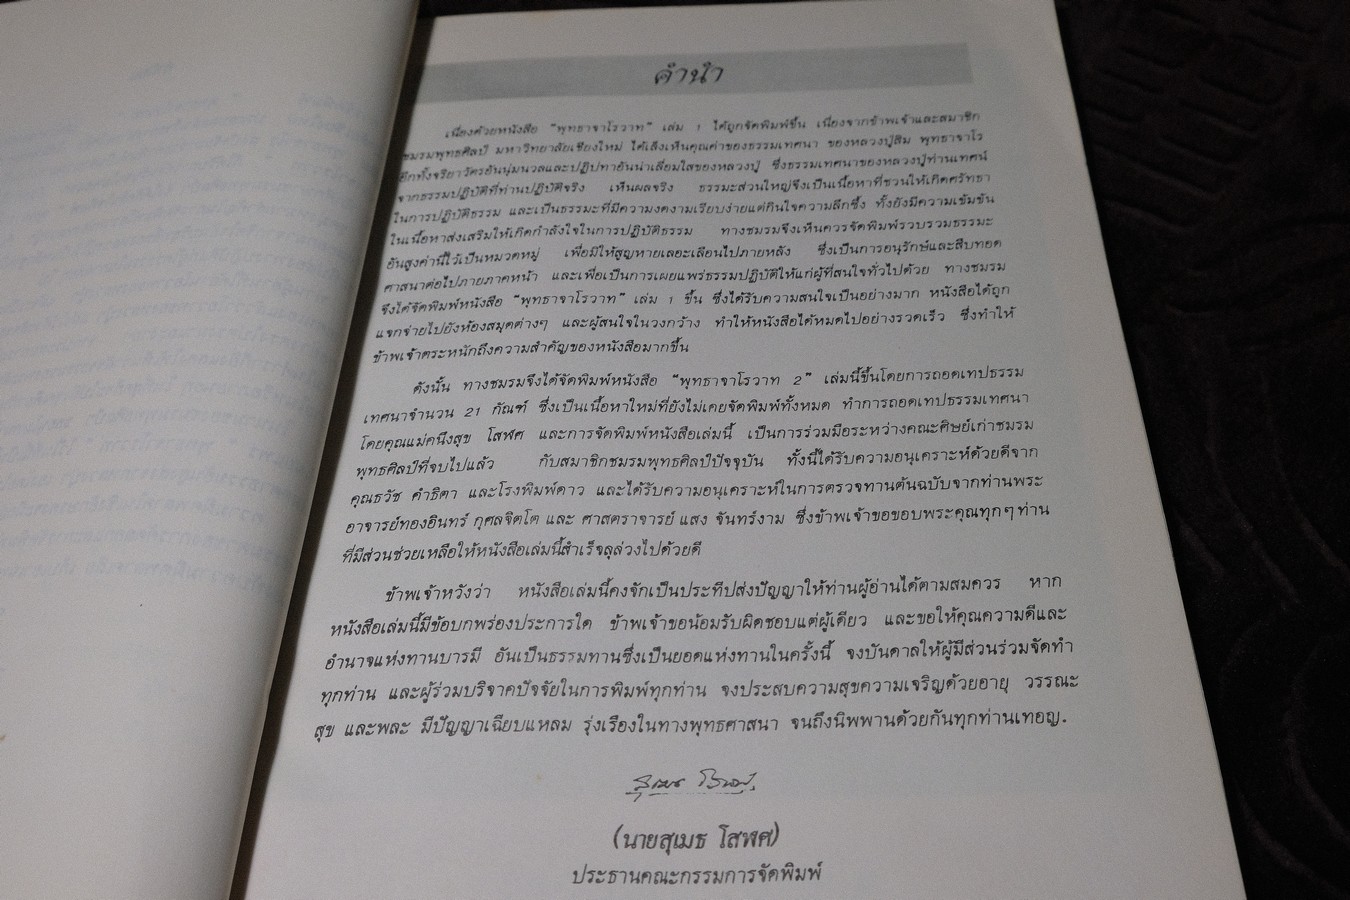 คำนำ
เนื่องด้วยหนังสือ "พุทธาจาโรวาท" เล่ม 1 ได้ถูกจัดพิมพ์ขึ้น เนื่องจากข้าพเจ้าและสมาชิก
ชมรมพุทธศิลป์ มหาวิทยาลัยเชียงใหม่ ได้เล็งเห็นคุณค่าของธรรมเทศนา ของหลวงปู่สิม พุทธาจาโร
อีกทั้งจริยาวัตรอันนุ่มนวลและปฏิปทาอันน่าเลื่อมใสของหลวงปู่ ซึ่งธรรมเทศนาของหลวงปู่ท่านเทศน์
จากธรรมปฏิบัติที่ท่านปฏิบัติจริง เห็นผลจริง ธรรมะส่วนใหญ่จึงเป็นเนื้อหาที่ชวนให้เกิดศรัทธา
ในการปฏิบัติธรรม และเป็นธรรมะที่มีความงดงามเรียบง่ายแต่กินใจความลึกซึ้ง ทั้งยังมีความเข้มข้น
ในเนื้อหาส่งเสริมให้เกิดกำลังใจในการปฏิบัติธรรม ทางชมรมจึงเห็นควรจัดพิมพ์รวบรวมธรรมะ
อันสูงค่านี้ไว้เป็นหมวดหมู่ เพื่อมิให้สูญหายเลอะเลือนไปภายหลัง ซึ่งเป็นการอนุรักษ์และสืบทอด
ศาสนาต่อไปภายภาคหน้า และเพื่อเป็นการเผยแพร่ธรรมปฏิบัติให้แก่ผู้ที่สนใจทั่วไปด้วย ทางชมรม
จึงได้จัดพิมพ์หนังสือ "พุทธาจาโรวาท" เล่ม 1 ขึ้น ซึ่งได้รับความสนใจเป็นอย่างมาก หนังสือได้ถูก
แจกจ่ายไปยังห้องสมุดต่างๆ และผู้สนใจในวงกว้าง ทำให้หนังสือได้หมดไปอย่างรวดเร็ว ซึ่งทำให้
ข้าพเจ้าตระหนักถึงความสำคัญของหนังสือมากขึ้น
ดังนั้น ทางชมรมจึงได้จัดพิมพ์หนังสือ "พุทธาจาโรวาท 2" เล่มนี้ขึ้นโดยการถอดเทปธรรม
เทศนาจำนวน 21 กัณฑ์ ซึ่งเป็นเนื้อหาใหม่ที่ยังไม่เคยจัดพิมพ์ทั้งหมด ทำการถอดเทปธรรมเทศนา
โดยคุณแม่คนึงสุข โสฬศ และการจัดพิมพ์หนังสือเล่มนี้ เป็นการร่วมมือระหว่างคณะศิษย์เก่าชมรม
พุทธศิลป์ที่จบไปแล้ว กับสมาชิกชมรมพุทธศิลป์ปัจจุบัน ทั้งนี้ได้รับความอนุเคราะห์ด้วยดีจาก
คุณธวัช คำธิตา และโรงพิมพ์ดาว และได้รับความอนุเคราะห์ในการตรวจทานต้นฉบับจากท่านพระ
อาจารย์ทองอินทร์ กุศลจิตโต และ ศาสตราจารย์ แสง จันทร์งาม ซึ่งข้าพเจ้าขอขอบพระคุณทุกๆท่าน
ที่มีส่วนช่วยเหลือให้หนังสือเล่มนี้สำเร็จลุล่วงไปด้วยดี
ข้าพเจ้าหวังว่า หนังสือเล่มนี้คงจักเป็นประทีปส่งปัญญาให้ท่านผู้อ่านได้ตามสมควร หาก
หนังสือเล่มนี้มีข้อบกพร่องประการใด ข้าพเจ้าขอน้อมรับผิดชอบแต่ผู้เดียว และขอให้คุณความดีและ
อำนาจแห่งทานบารมี อันเป็นธรรมทานซึ่งเป็นยอดแห่งทานในครั้งนี้ จงบันดาลให้ผู้มีส่วนร่วมจัดทำ
ทุกท่าน และผู้ร่วมบริจาคปัจจัยในการพิมพ์ทุกท่าน จงประสบความสุขความเจริญด้วยอายุ วรรณะ
สุข และพละ มีปัญญาเฉียบแหลม รุ่งเรืองในทางพุทธศาสนา จนถึงนิพพานด้วยกันทุกท่านเทอญ.
(นายสุเมธ โสฬศ)
ประธานคณะกรรมการจัดพิมพ์